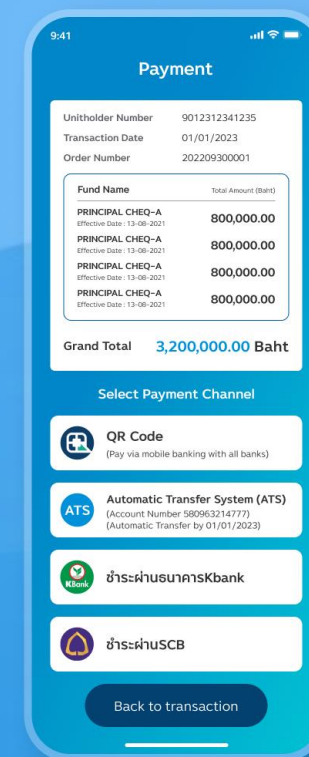 9:41
Payment
Unitholder Number 9012312341235
Transaction Date 01/01/2023
Order Number 202209300001
Fund Name Total Amount (Baht)
PRINCIPAL CHEQ-A 800,000.00
Effective Date : 13-08-2021
PRINCIPAL CHEQ-A 800,000.00
Effective Date : 13-08-2021
PRINCIPAL CHEQ-A 800,000.00
Effective Date : 13-08-2021
PRINCIPAL CHEQ-A 800,000.00
Effective Date : 13-08-2021
Grand Total 3,200,000.00 Baht
Select Payment Channel
QR Code
(Pay via mobile banking with all banks)
ATS
Automatic Transfer System (ATS)
(Account Number 580963214777)
(Automatic Transfer by 01/01/2023)
KBank
ชำระผ่านธนาคารKbank
ชำระผ่านSCB
Back to transaction